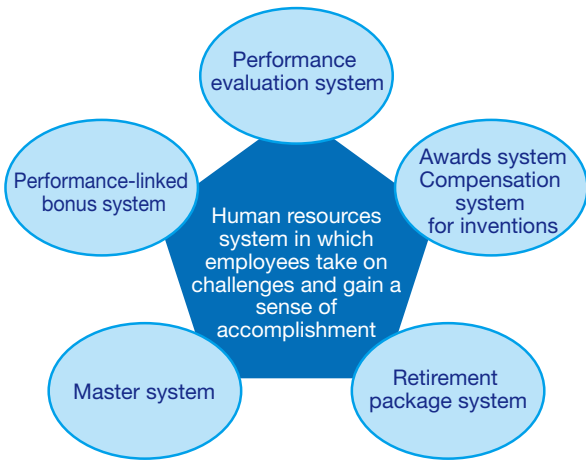 Performance
evaluation system
Performance-linked
bonus system
Awards system
Compensation
system
for inventions
Human resources
system in which
employees take on
challenges and gain a
sense of
accomplishment
Master system
Retirement
package system